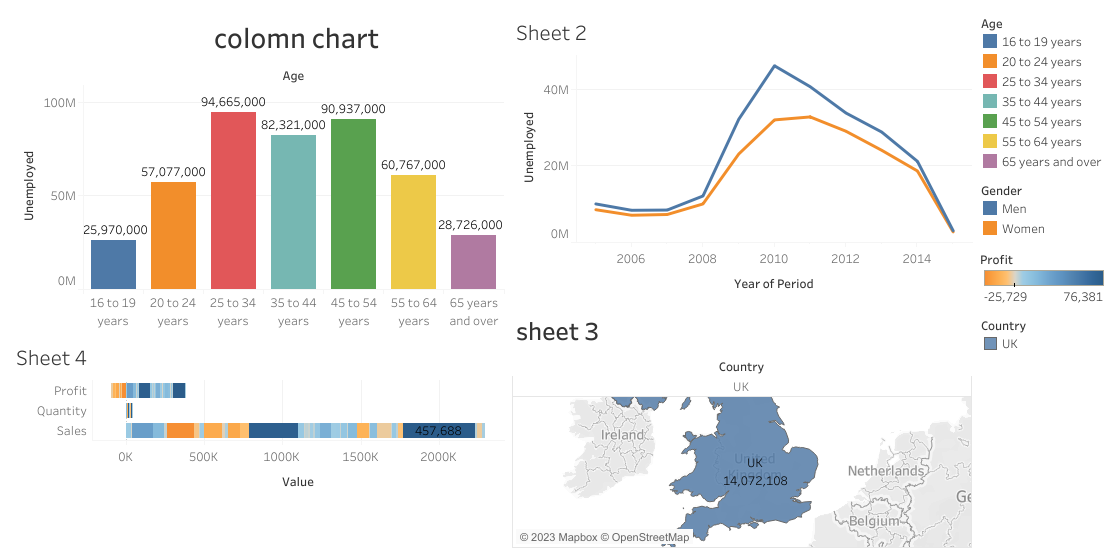 colomn chart
Age
100M
50M
0M
Unemployed
25,970,000
57,077,000
94,665,000
82,321,000
90,937,000
60,767,000
28,726,000
16 to 19 years
20 to 24 years
25 to 34 years
35 to 44 years
45 to 54 years
55 to 64 years
65 years and over
Sheet 2
40M
20M
0M
Unemployed
2006
2008
2010
2012
2014
Year of Period
Age
16 to 19 years
20 to 24 years
25 to 34 years
35 to 44 years
45 to 54 years
55 to 64 years
65 years and over
Gender
Men
Women
Profit
-25,729
76,381
Country
UK
Sheet 4
Profit
Quantity
Sales
457,688
0K
500K
1000K
1500K
2000K
Value
sheet 3
Country
UK
Ireland
United
Kingdom
UK
14,072,108
Netherlands
Belgium
Ge
© 2023 Mapbox © OpenStreetMap